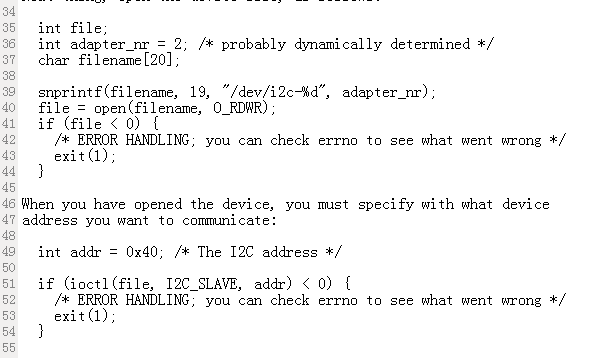 34
35   int file;
36   int adapter_nr = 2; /* probably dynamically determined */
37   char filename[20];
38
39   snprintf(filename, 19, "/dev/i2c-%d", adapter_nr);
40   file = open(filename, O_RDWR);
41   if (file < 0) {
42     /* ERROR HANDLING; you can check errno to see what went wrong */
43     exit(1);
44   }
45
46 When you have opened the device, you must specify with what device
47 address you want to communicate:
48
49   int addr = 0x40; /* The I2C address */
50
51   if (ioctl(file, I2C_SLAVE, addr) < 0) {
52     /* ERROR HANDLING; you can check errno to see what went wrong */
53     exit(1);
54   }
55